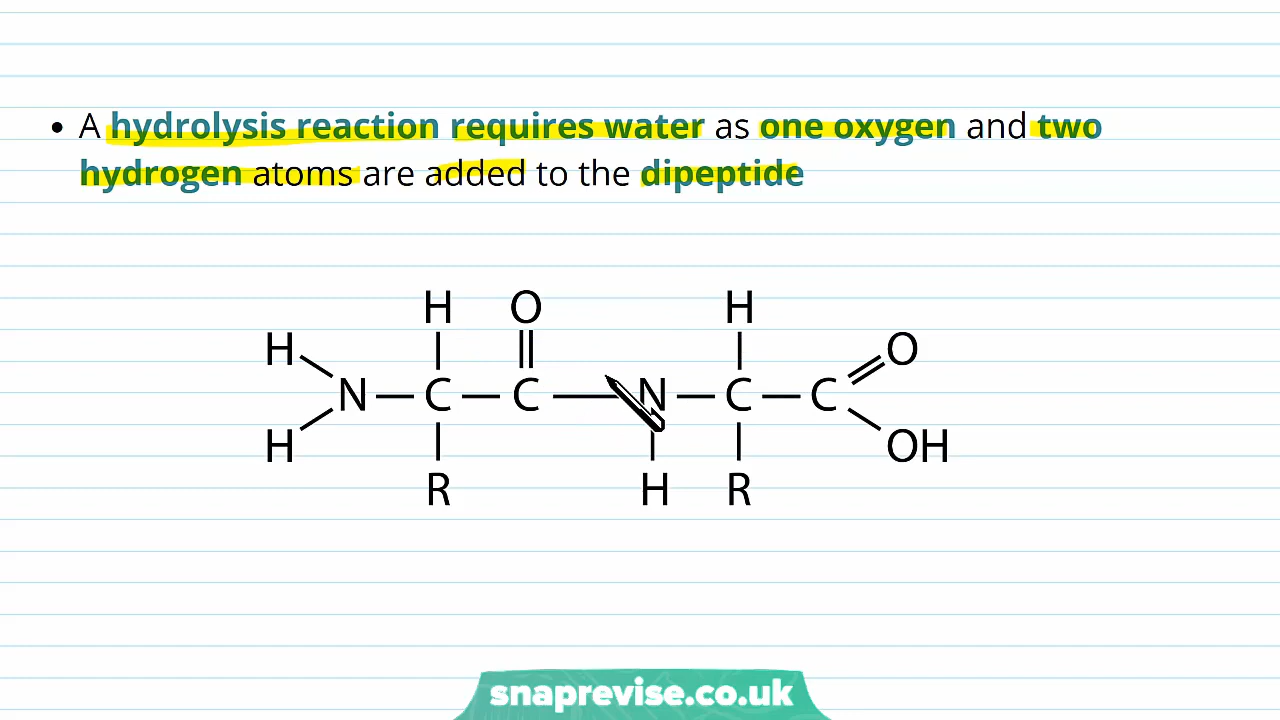 • A hydrolysis reaction requires water as one oxygen and two
hydrogen atoms are added to the dipeptide
H O H
H O
N C C N C C
H OH
R H R
snaprevise.co.uk